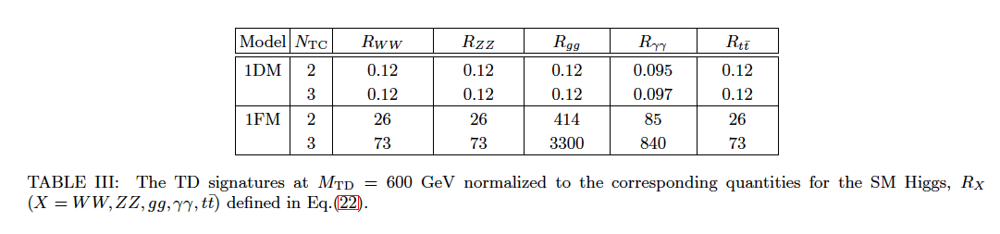 Model N_TC R_WW R_ZZ R_gg R_γγ R_tt̄
1DM 2 0.12 0.12 0.12 0.095 0.12
3 0.12 0.12 0.12 0.097 0.12
1FM 2 26 26 414 85 26
3 73 73 3300 840 73
TABLE III: The TD signatures at M_TD = 600 GeV normalized to the corresponding quantities for the SM Higgs, R_X
(X = WW, ZZ, gg, γγ, tt̄) defined in Eq.(22).